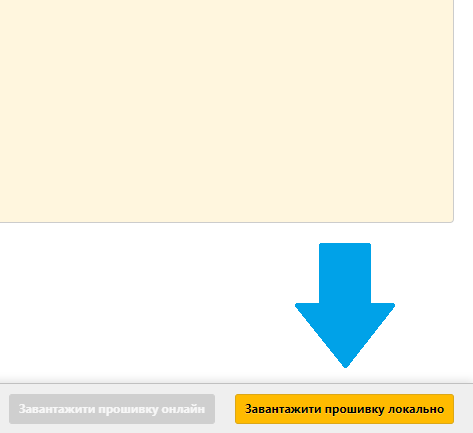 Завантажити прошивку онлайн
Завантажити прошивку локально